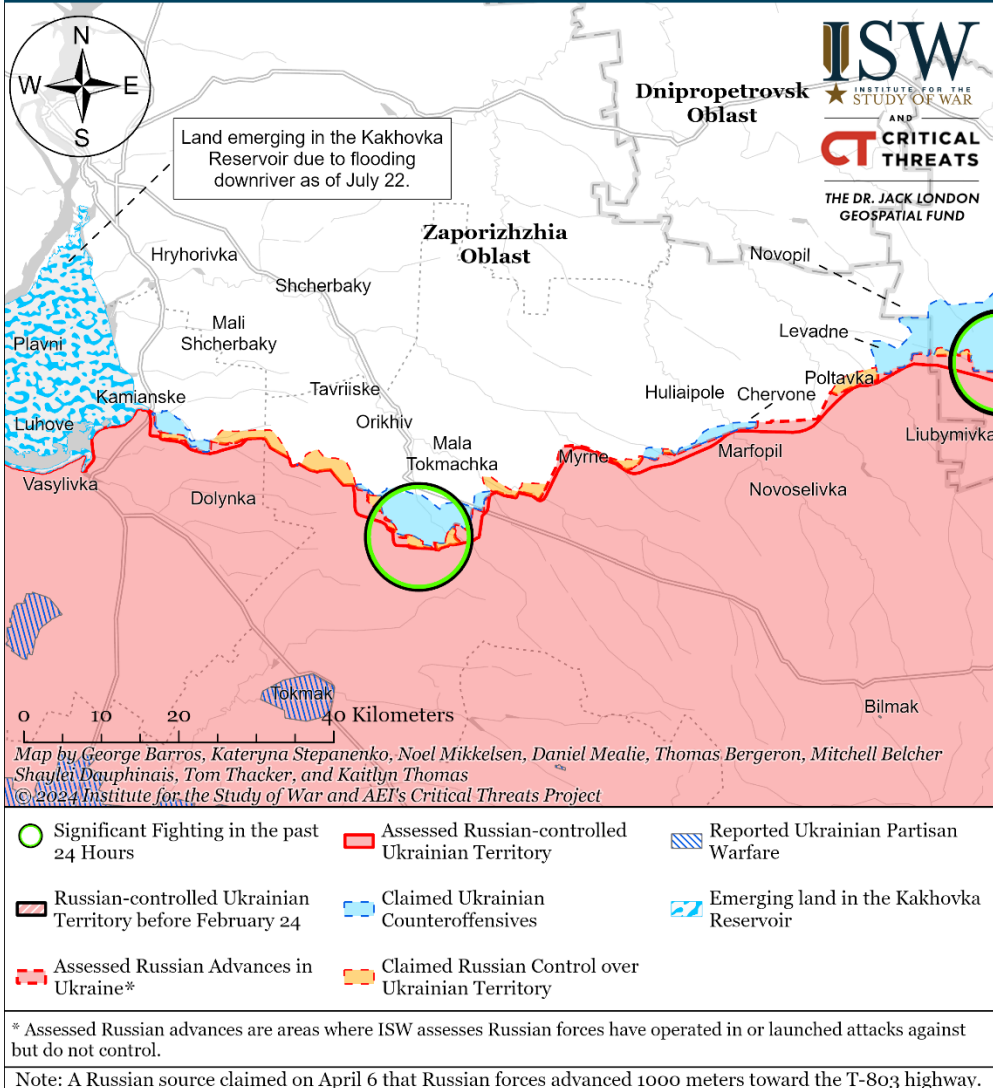 N
W
E
S
ISW
INSTITUTE FOR THE
STUDY OF WAR
AND
CT CRITICAL
THREATS
THE DR. JACK LONDON
GEOSPATIAL FUND
Dnipropetrovsk
Oblast
Land emerging in the Kakhovka
Reservoir due to flooding
downriver as of July 22.
Zaporizhzhia
Oblast
Hryhorivka
Novopil
Shcherbaky
Mali
Shcherbaky
Plavni
Levadne
Tavriiske
Poltavka
Kamianske
Huliaipole
Chervone
Orikhiv
Luhove
Liubymivka
Mala
Tokmachka
Myrne
Marfopil
Vasylivka
Dolynka
Novoselivka
Tokmak
Bilmak
0 10 20 40 Kilometers
Map by George Barros, Kateryna Stepanenko, Noel Mikkelsen, Daniel Mealie, Thomas Bergeron, Mitchell Belcher
Shaylei Dauphinais, Tom Thacker, and Kaitlyn Thomas
© 2024 Institute for the Study of War and AEI's Critical Threats Project
Significant Fighting in the past
24 Hours
Assessed Russian-controlled
Ukrainian Territory
Reported Ukrainian Partisan
Warfare
Russian-controlled Ukrainian
Territory before February 24
Claimed Ukrainian
Counteroffensives
Emerging land in the Kakhovka
Reservoir
Assessed Russian Advances in
Ukraine*
Claimed Russian Control over
Ukrainian Territory
* Assessed Russian advances are areas where ISW assesses Russian forces have operated in or launched attacks against
but do not control.
Note: A Russian source claimed on April 6 that Russian forces advanced 1000 meters toward the T-803 highway.